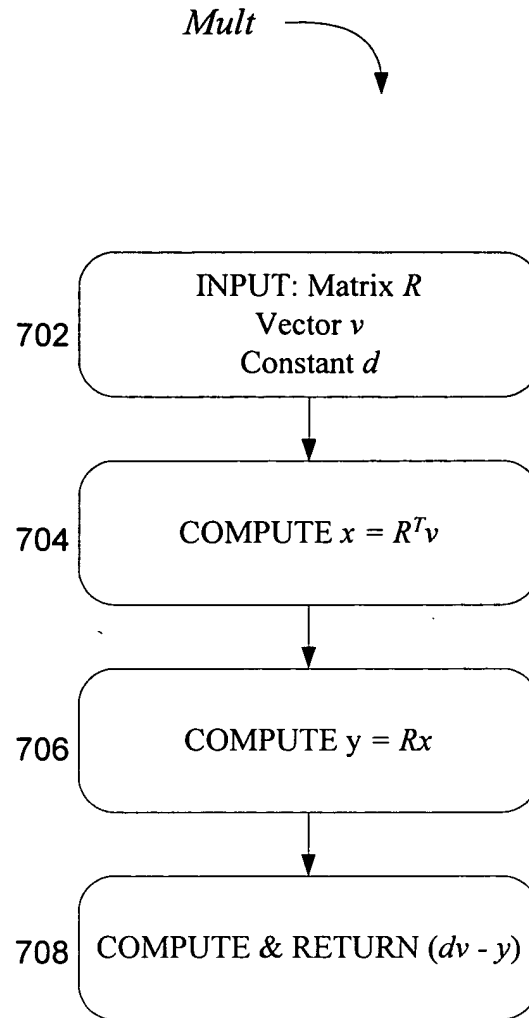 Mult
702
INPUT: Matrix R
Vector v
Constant d
704
COMPUTE x = R^T v
706
COMPUTE y = Rx
708
COMPUTE & RETURN (dv - y)